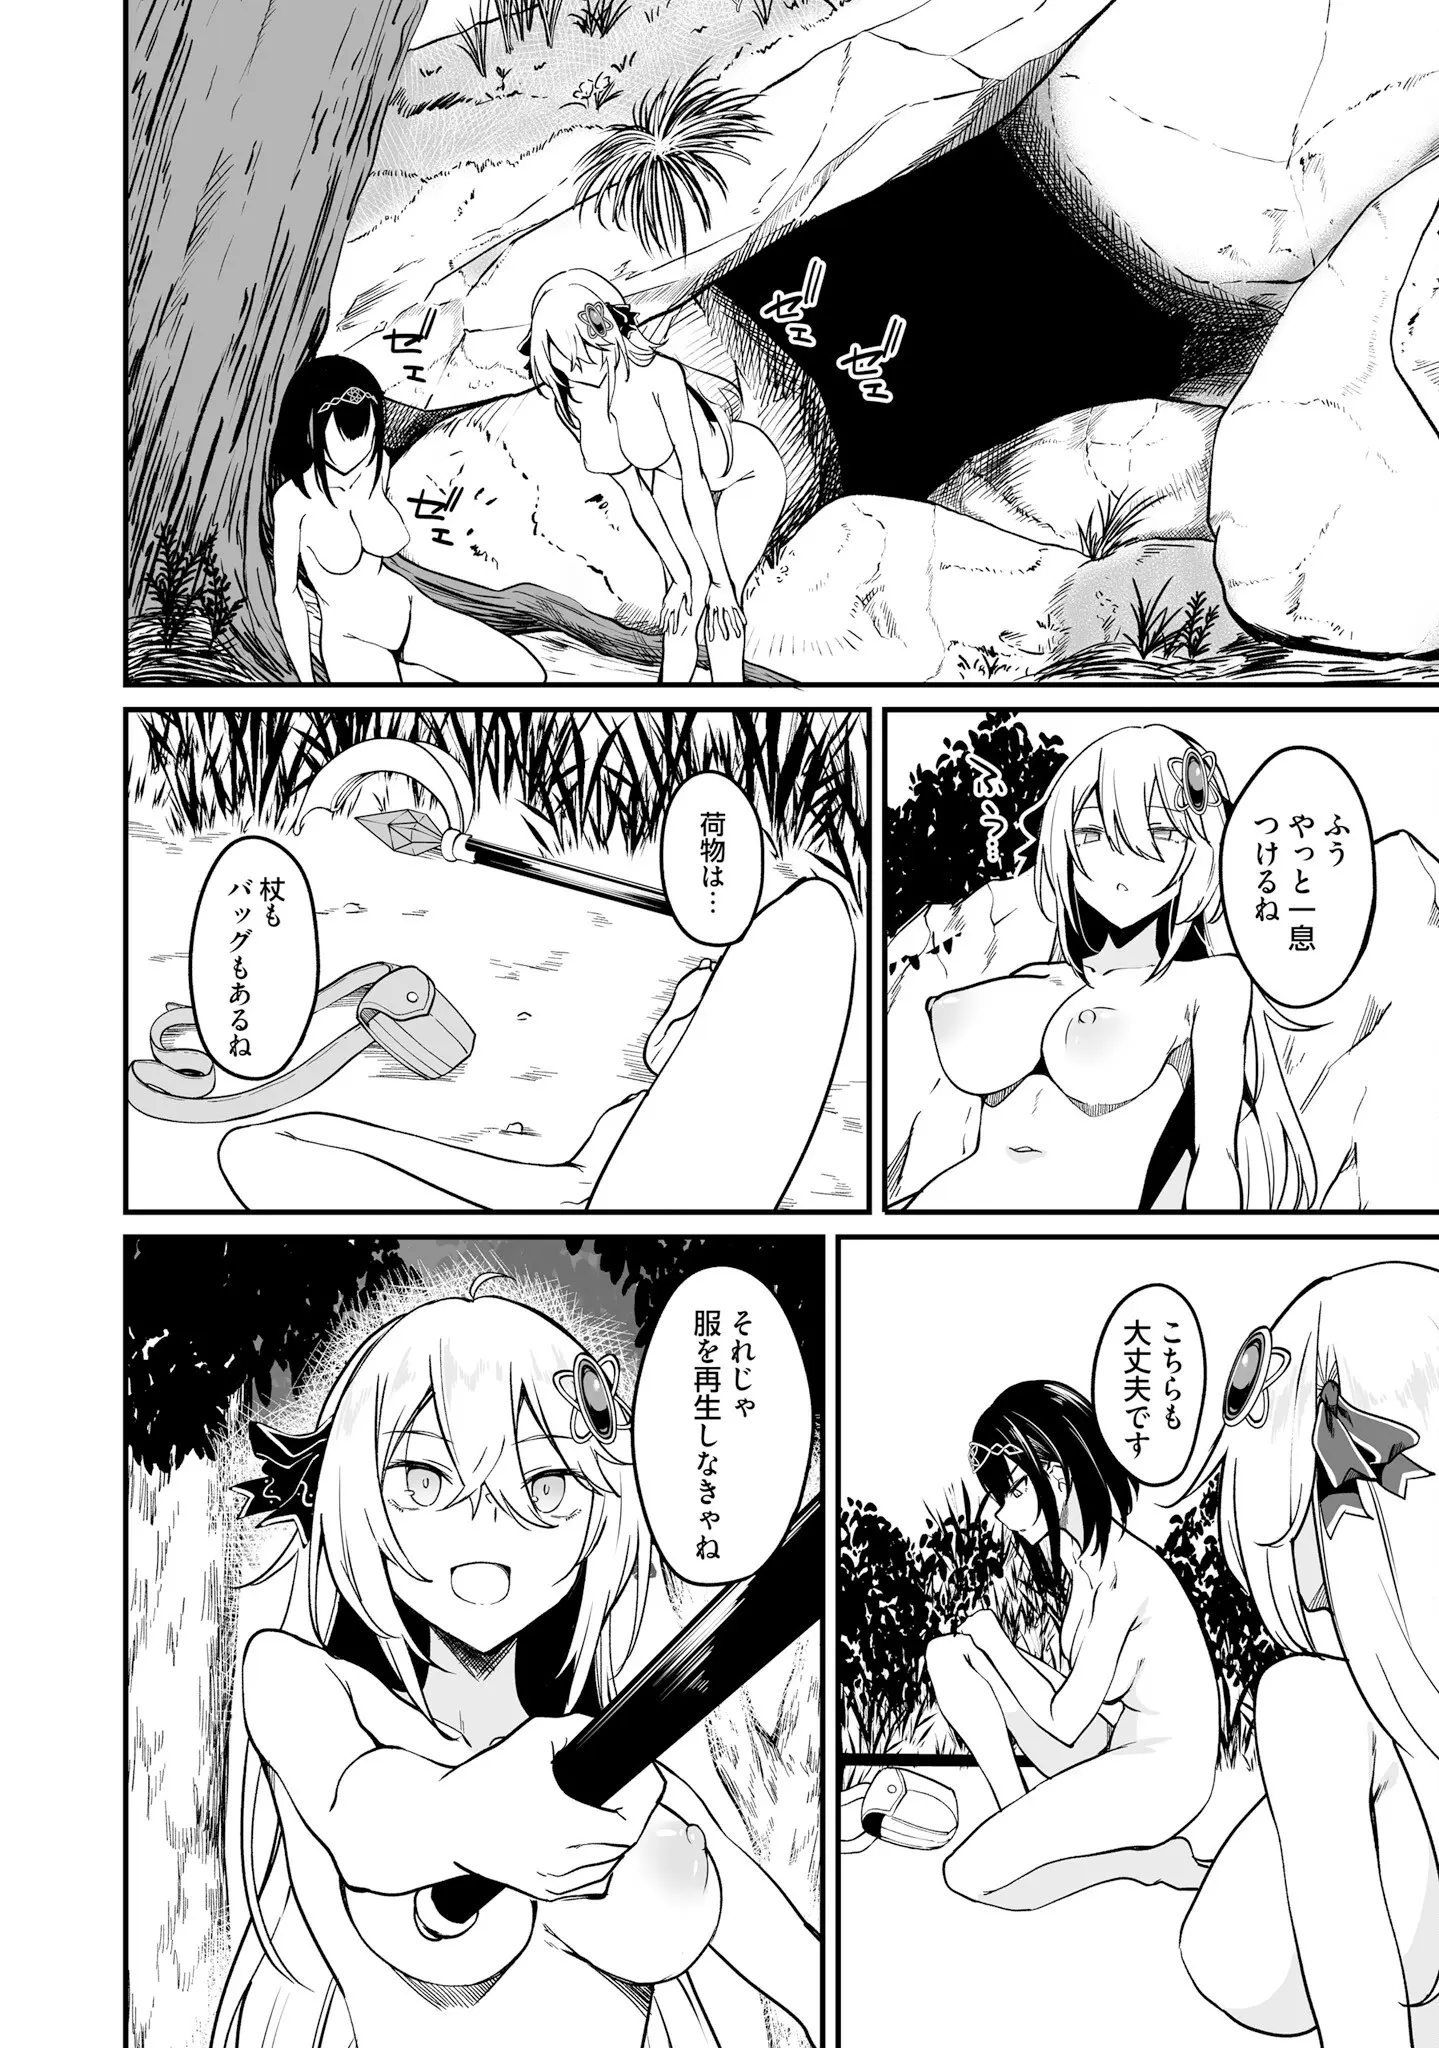 ゼェ
ゼェ
ゼェ
ゼェ
ふう
やっと一息
つけるね
ふぅ…
荷物は…
杖も
バッグもあるね
こちらも
大丈夫です
それじゃ
服を再生しなきゃね